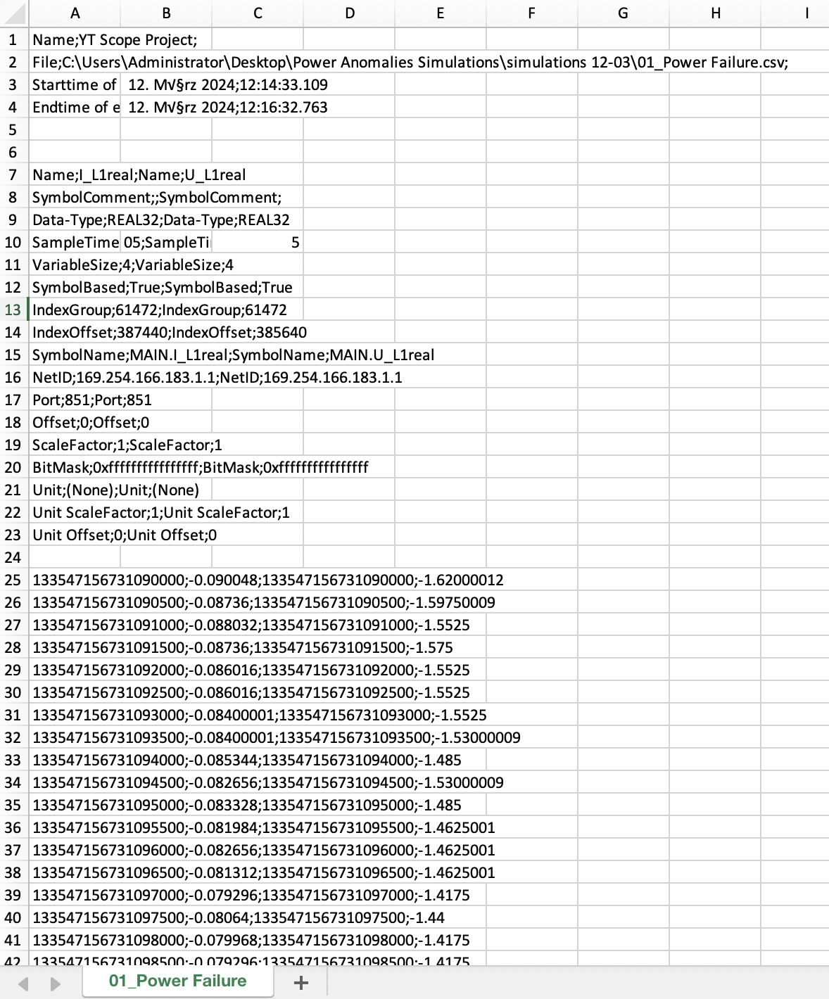 A B C D E F G H I
1 Name;YT Scope Project;
2 File;C:\Users\Administrator\Desktop\Power Anomalies Simulations\simulations 12-03\01_Power Failure.csv;
3 Starttime of 12. M√§rz 2024;12:14:33.109
4 Endtime of e 12. M√§rz 2024;12:16:32.763
5
6
7 Name;I_L1real;Name;U_L1real
8 SymbolComment;;SymbolComment;
9 Data-Type;REAL32;Data-Type;REAL32
10 SampleTime 05;SampleTi 5
11 VariableSize;4;VariableSize;4
12 SymbolBased;True;SymbolBased;True
13 IndexGroup;61472;IndexGroup;61472
14 IndexOffset;387440;IndexOffset;385640
15 SymbolName;MAIN.I_L1real;SymbolName;MAIN.U_L1real
16 NetID;169.254.166.183.1.1;NetID;169.254.166.183.1.1
17 Port;851;Port;851
18 Offset;0;Offset;0
19 ScaleFactor;1;ScaleFactor;1
20 BitMask;0xffffffffffffffff;BitMask;0xffffffffffffffff
21 Unit;(None);Unit;(None)
22 Unit ScaleFactor;1;Unit ScaleFactor;1
23 Unit Offset;0;Unit Offset;0
24
25 133547156731090000;-0.090048;133547156731090000;-1.62000012
26 133547156731090500;-0.08736;133547156731090500;-1.59750009
27 133547156731091000;-0.088032;133547156731091000;-1.5525
28 133547156731091500;-0.08736;133547156731091500;-1.575
29 133547156731092000;-0.086016;133547156731092000;-1.5525
30 133547156731092500;-0.086016;133547156731092500;-1.5525
31 133547156731093000;-0.08400001;133547156731093000;-1.5525
32 133547156731093500;-0.08400001;133547156731093500;-1.53000009
33 133547156731094000;-0.085344;133547156731094000;-1.485
34 133547156731094500;-0.082656;133547156731094500;-1.53000009
35 133547156731095000;-0.083328;133547156731095000;-1.485
36 133547156731095500;-0.081984;133547156731095500;-1.4625001
37 133547156731096000;-0.082656;133547156731096000;-1.4625001
38 133547156731096500;-0.081312;133547156731096500;-1.4625001
39 133547156731097000;-0.079296;133547156731097000;-1.4175
40 133547156731097500;-0.08064;133547156731097500;-1.44
41 133547156731098000;-0.079968;133547156731098000;-1.4175
42 133547156731098500;-0.079296;133547156731098500;-1.4175
01_Power Failure +